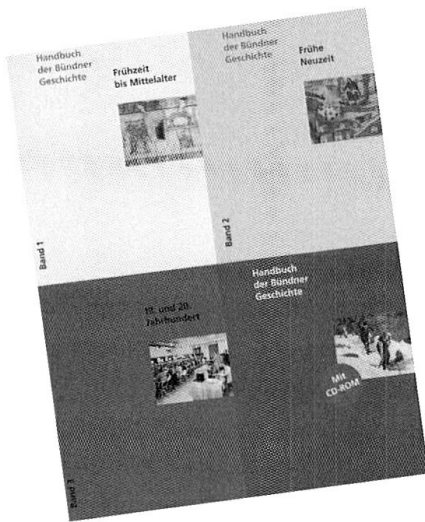 Handbuch
der Bündner
Geschichte
Frühzeit
bis Mittelalter
Band 1
Handbuch
der Bündner
Geschichte
Frühe
Neuzeit
Band 2
19. und 20.
Jahrhundert
Band 3
Handbuch
der Bündner
Geschichte
Mit
CD-ROM